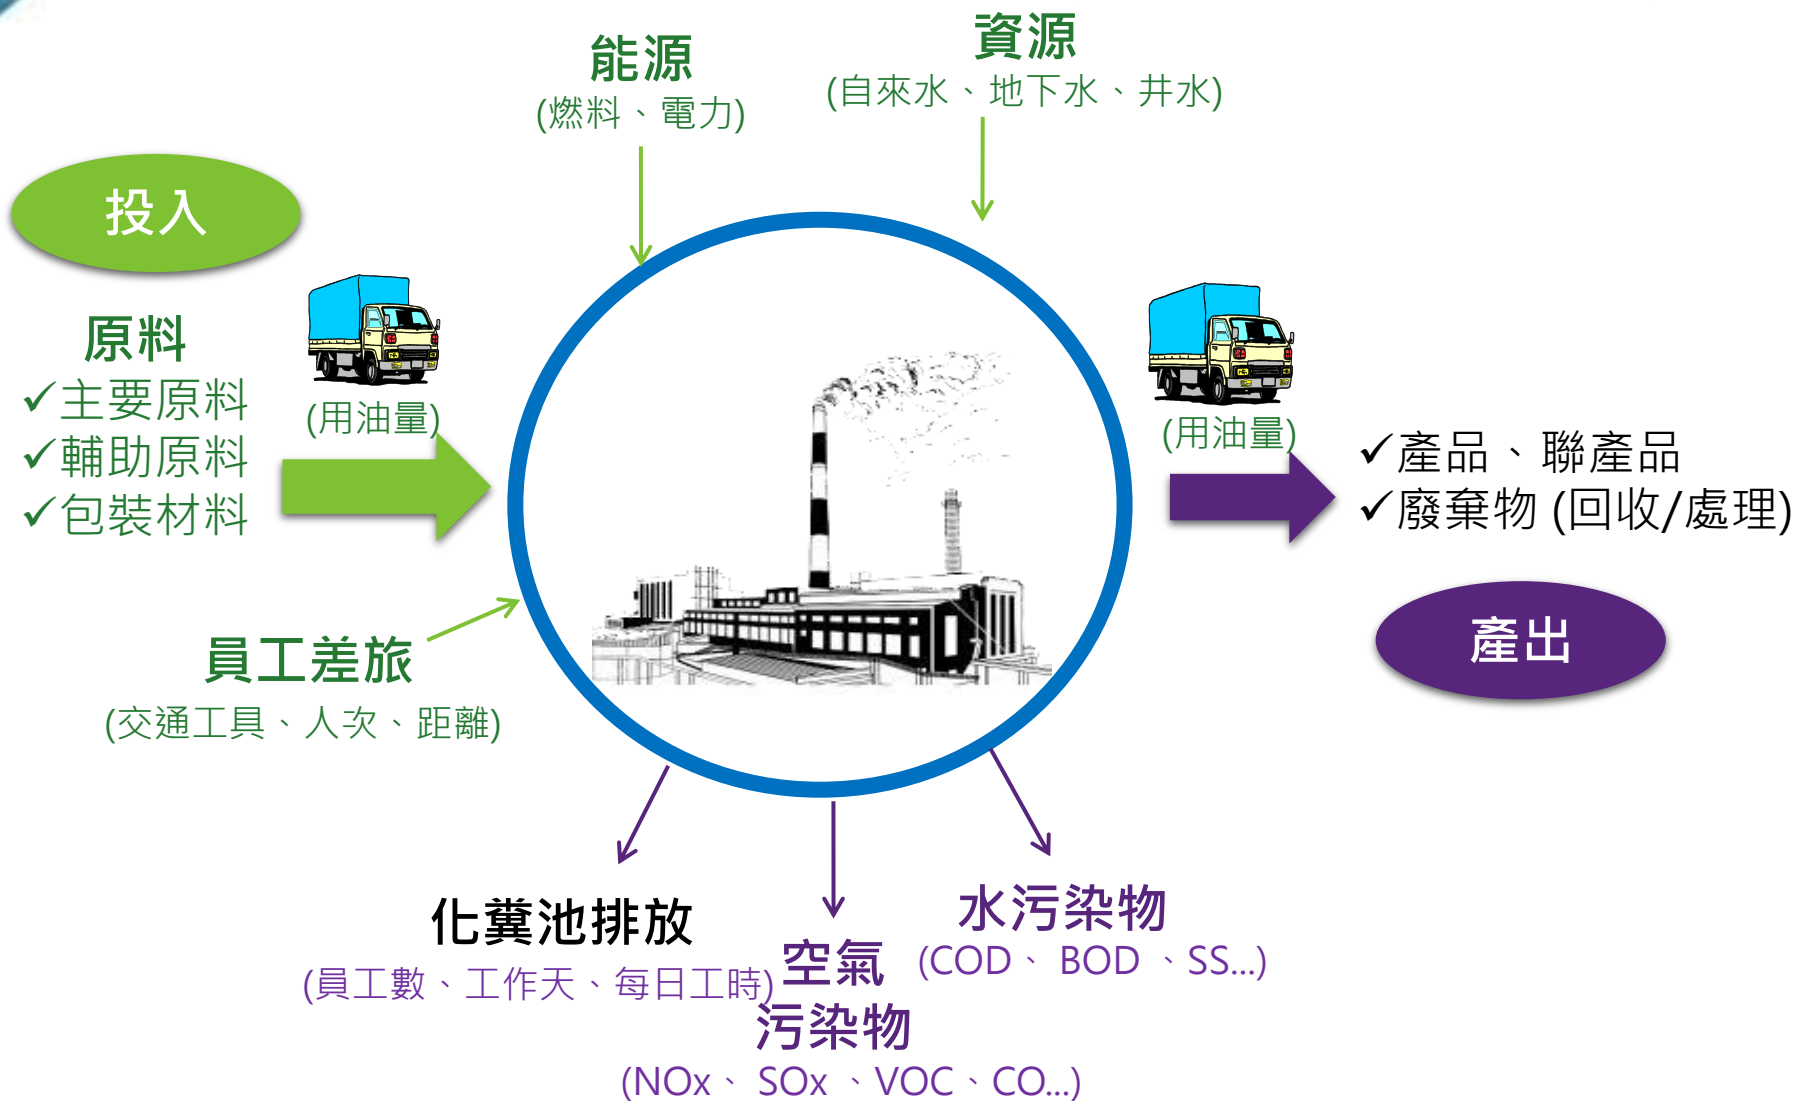 資源
能源
(自來水、地下水、井水)
(燃料、電力)
投入
原料
✓主要原料
✓輔助原料
✓包裝材料
(用油量)
(用油量)
✓產品、聯產品
✓廢棄物 (回收/處理)
產出
員工差旅
(交通工具、人次、距離)
化糞池排放
(員工數、工作天、每日工時)
空氣
污染物
(NOx、 SOx 、VOC、CO...)
水污染物
(COD、 BOD 、SS...)